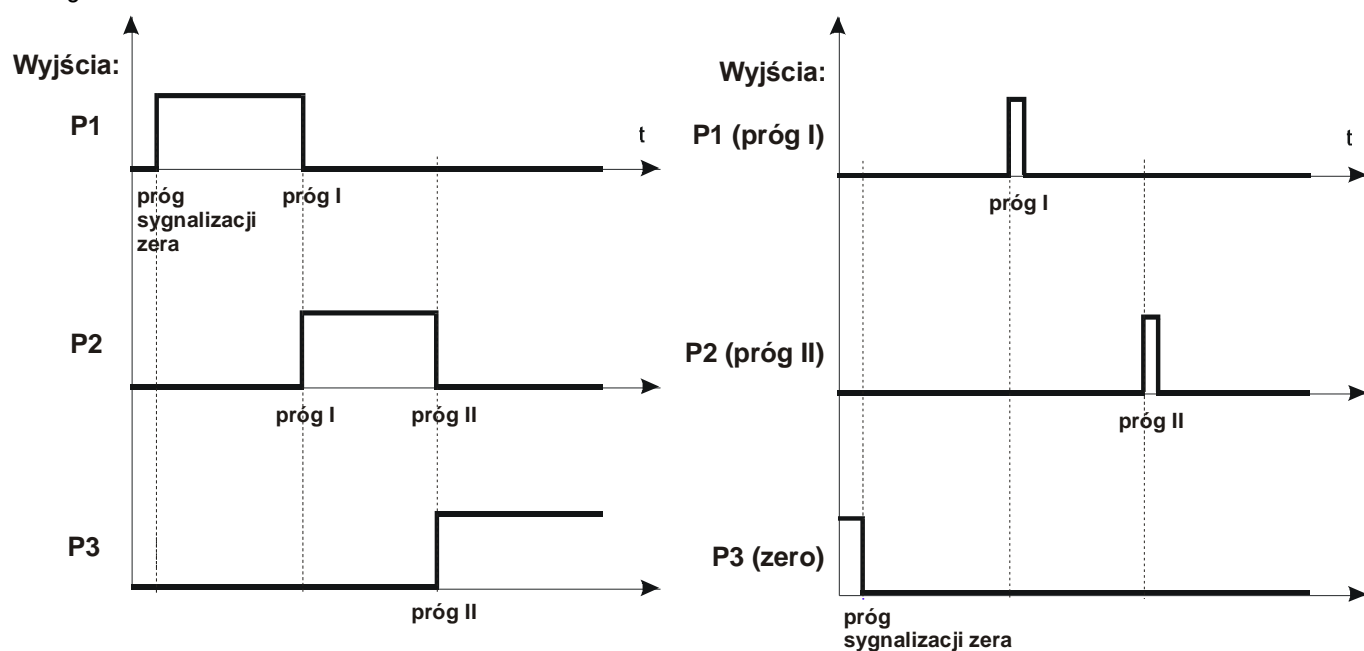 Wyjścia:
P1
t
próg
sygnalizacji
zera
próg I
P2
próg I
próg II
P3
próg II
Wyjścia:
P1 (próg I)
t
próg I
P2 (próg II)
próg II
P3 (zero)
próg
sygnalizacji zera